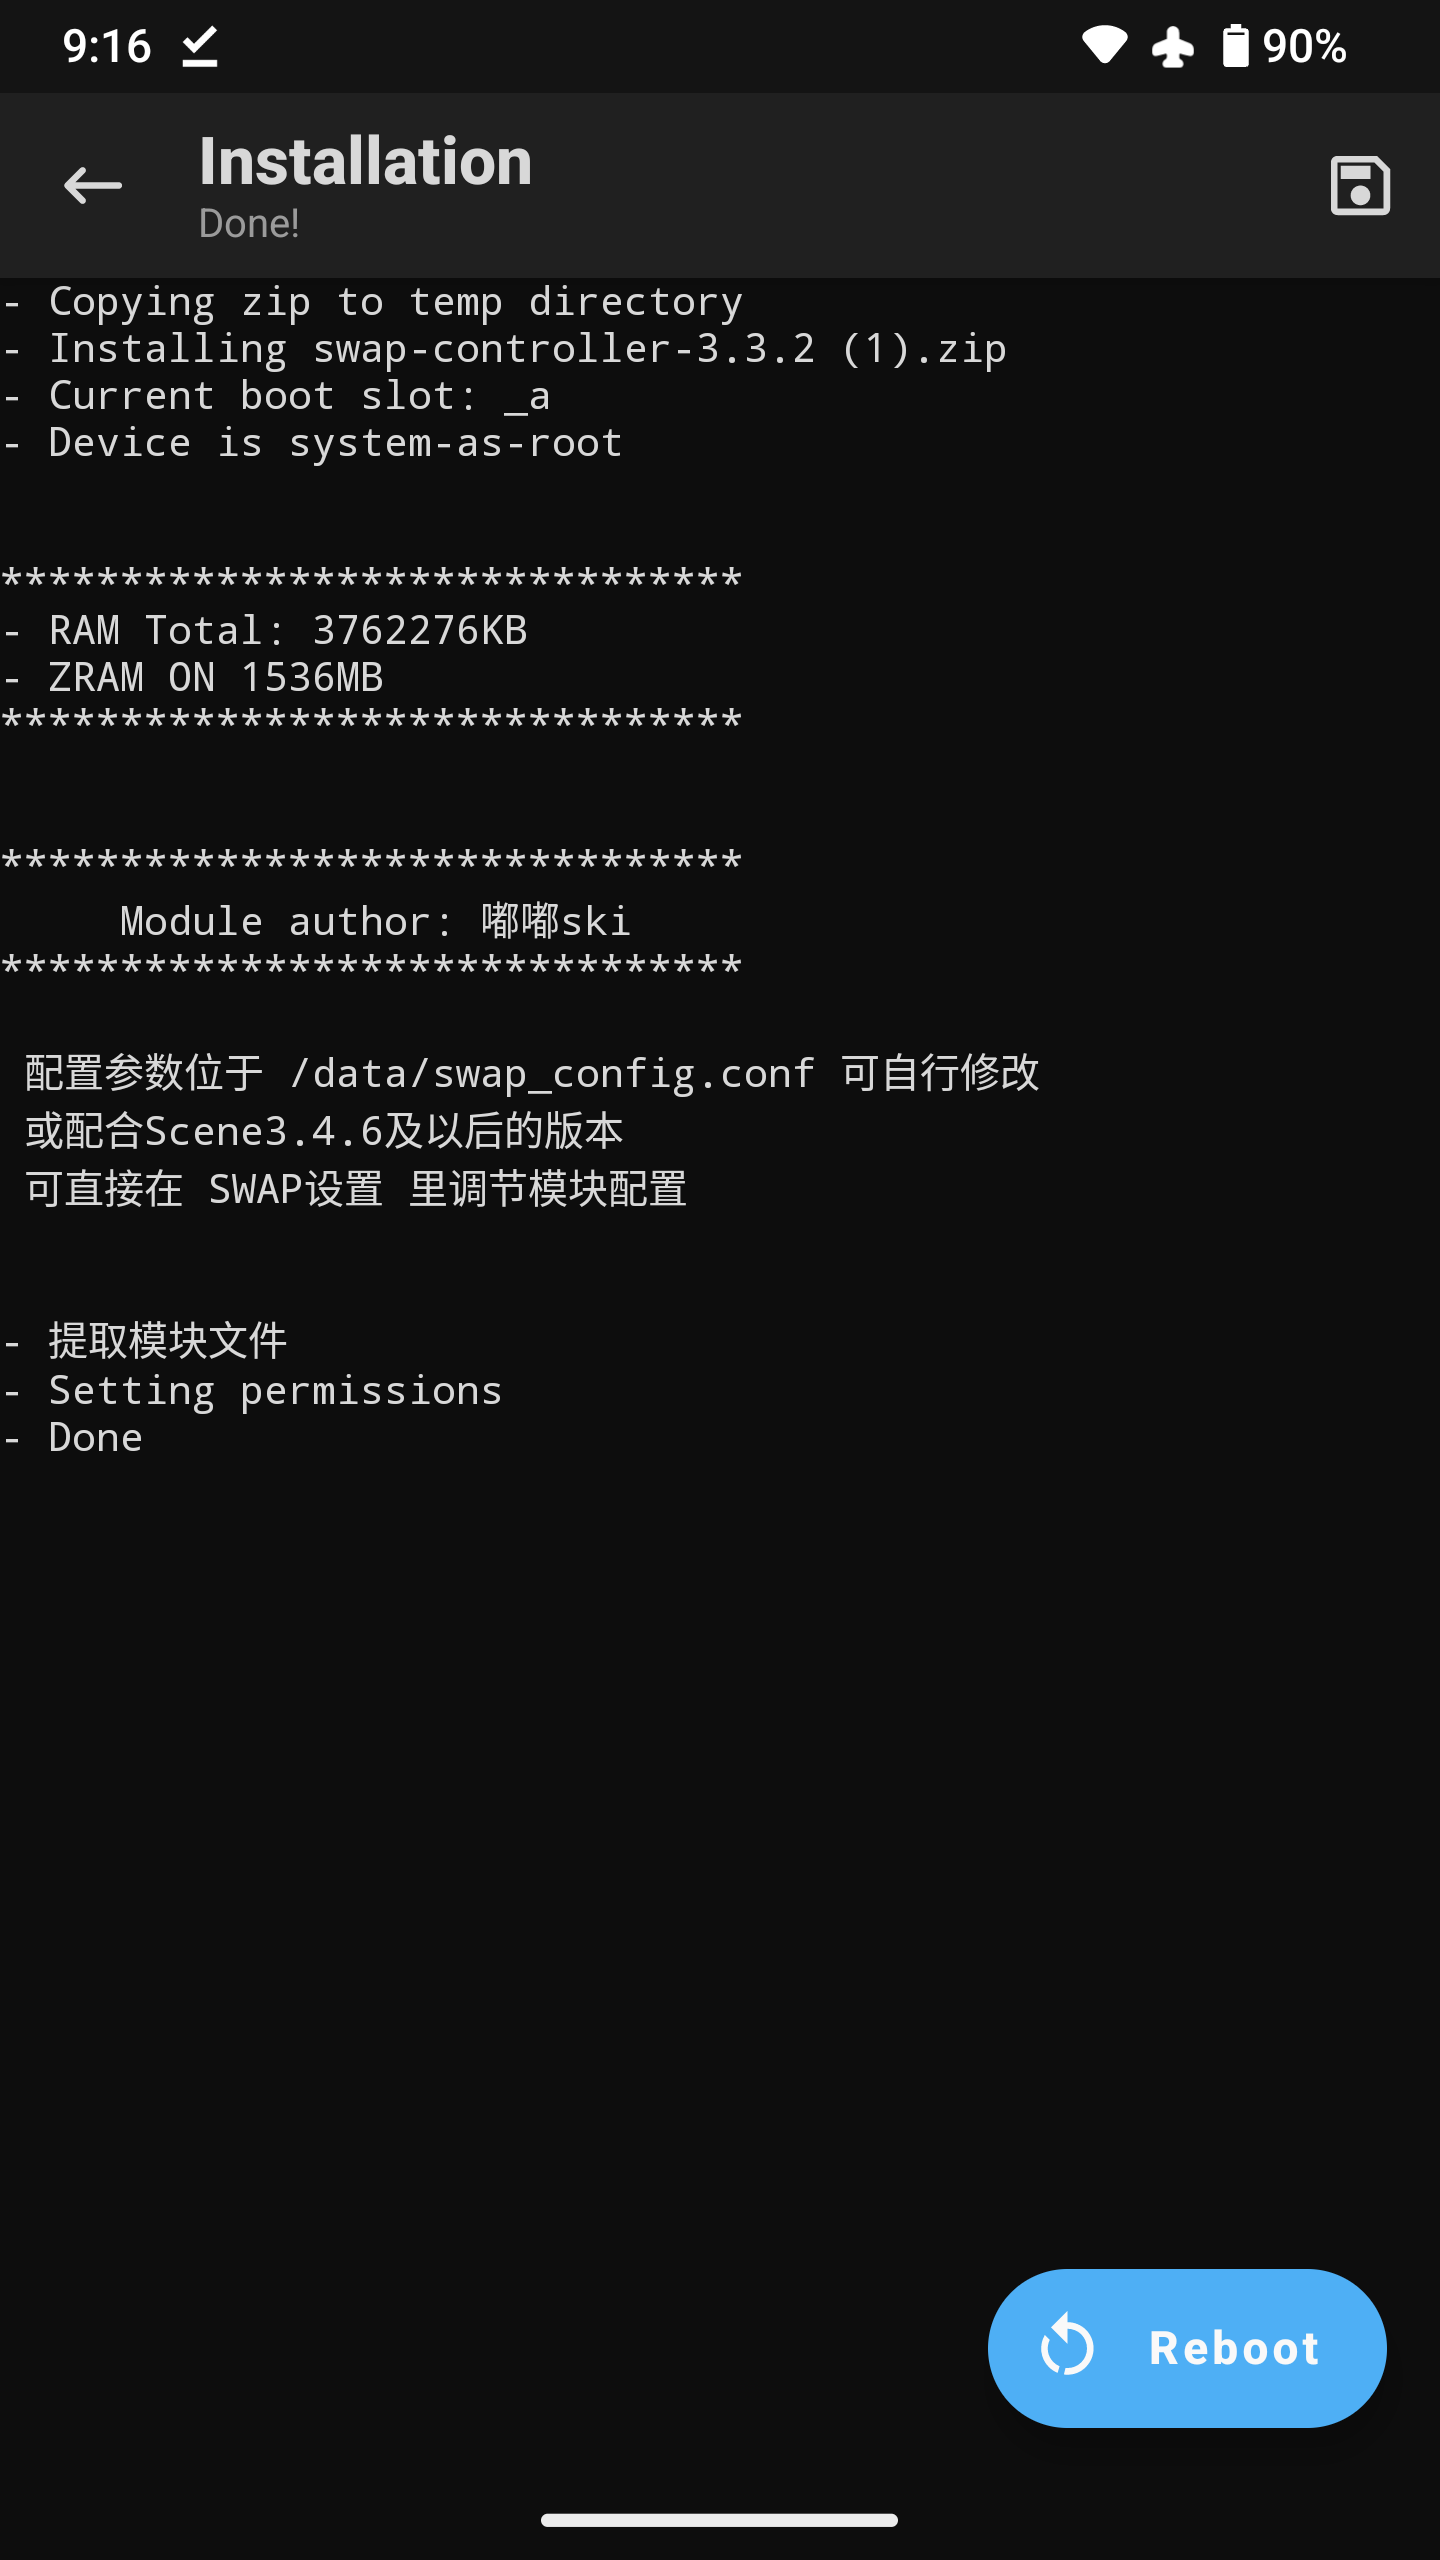 9:16
90%
Installation
Done!
- Copying zip to temp directory
- Installing swap-controller-3.3.2 (1).zip
- Current boot slot: _a
- Device is system-as-root
*******************************
- RAM Total: 3762276KB
- ZRAM ON 1536MB
*******************************
*******************************
Module author: 嘟嘟ski
*******************************
配置参数位于 /data/swap_config.conf 可自行修改
或配合Scene3.4.6及以后的版本
可直接在 SWAP设置 里调节模块配置
- 提取模块文件
- Setting permissions
- Done
Reboot